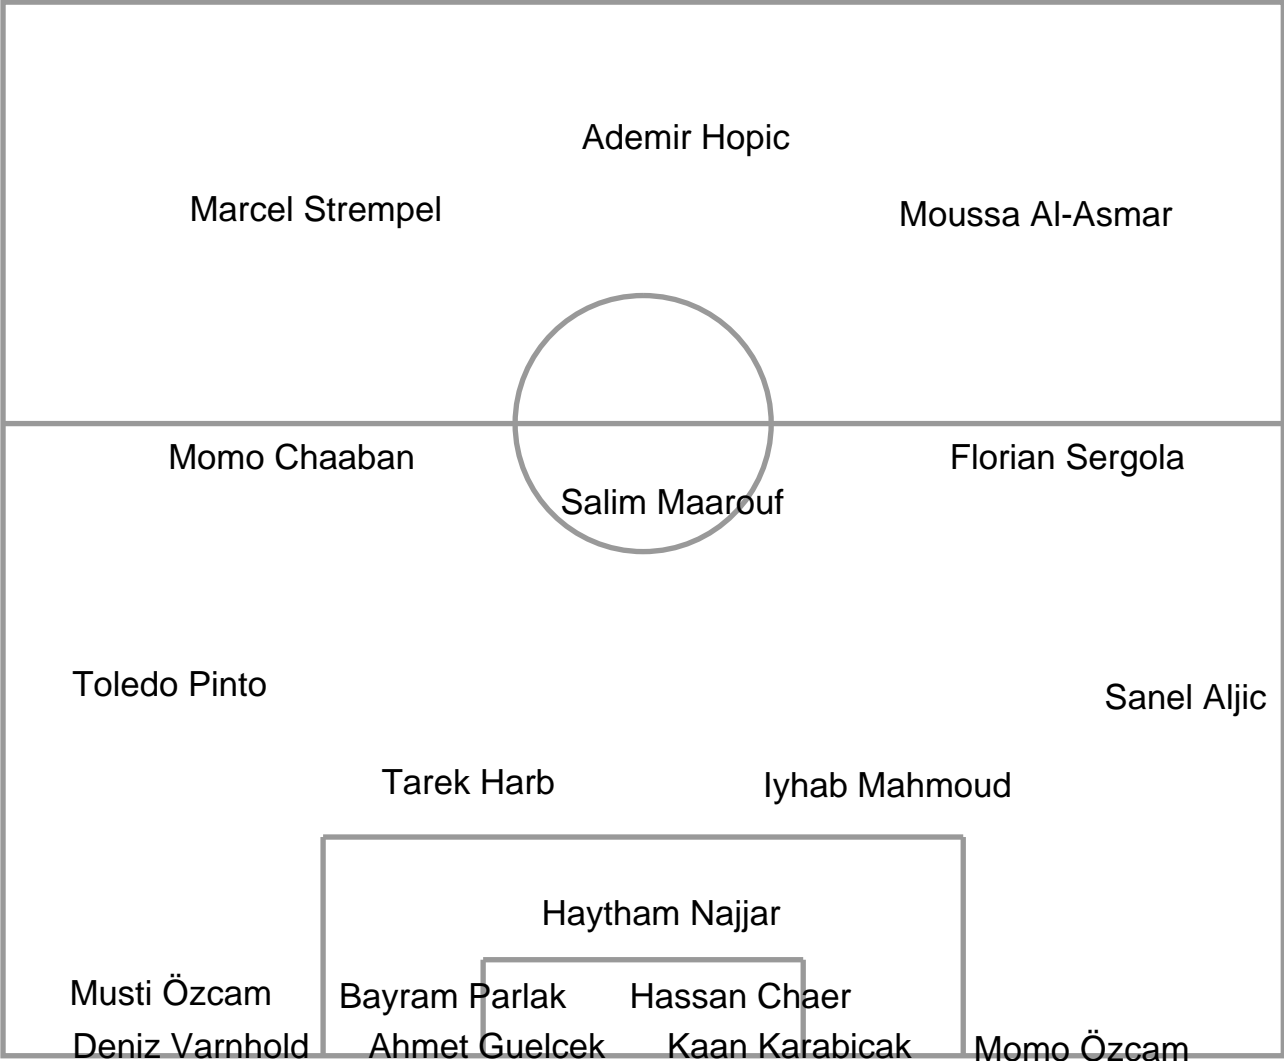 Ademir Hopic
Marcel Strempel
Moussa Al-Asmar
Momo Chaaban
Florian Sergola
Salim Maarouf
Toledo Pinto
Sanel Aljic
Tarek Harb
Iyhab Mahmoud
Haytham Najjar
Musti Özcam
Bayram Parlak
Hassan Chaer
Deniz Varnhold
Ahmet Guelcek
Kaan Karabicak
Momo Özcam